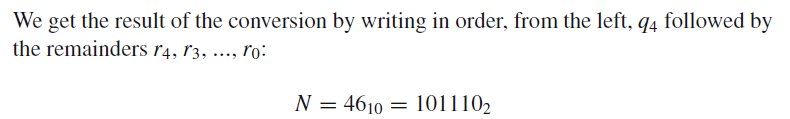 We get the result of the conversion by writing in order, from the left, q₄ followed by
the remainders r₄, r₃, ..., r₀:
N = 46₁₀ = 101110₂